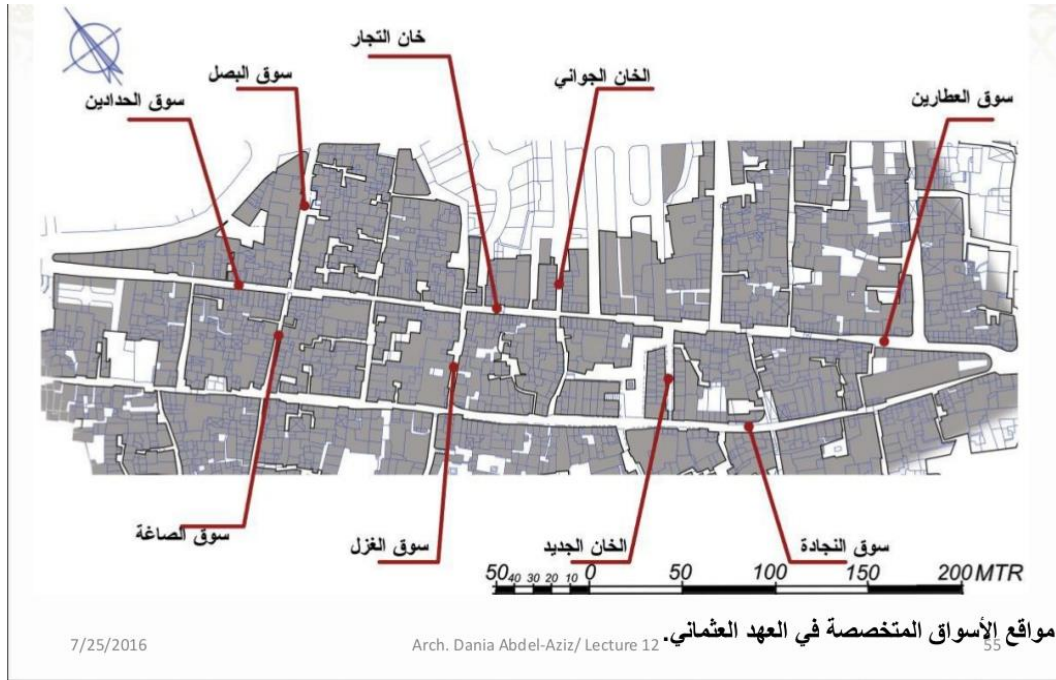 خان التجار
الخان الجواني
سوق البصل
سوق العطارين
سوق الحدادين
سوق الصاغة
سوق الغزل
الخان الجديد
سوق النجادة
50 40 30 20 10 0 50 100 150 200 MTR
مواقع الأسواق المتخصصة في العهد العثماني.
7/25/2016 Arch. Dania Abdel-Aziz/ Lecture 12 55